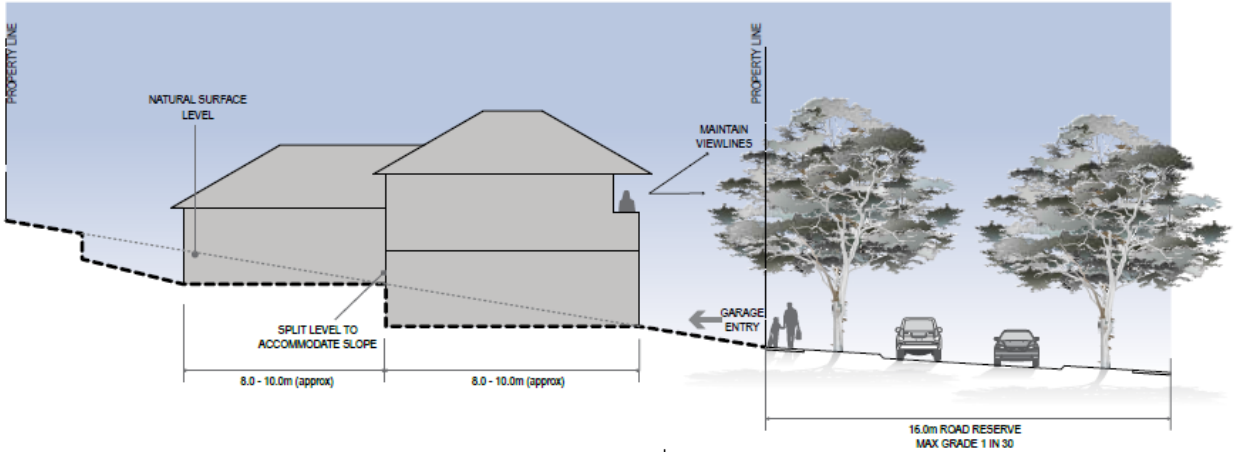 PROPERTY LINE
NATURAL SURFACE
LEVEL
PROPERTY LINE
MAINTAIN
VIEWLINES
SPLIT LEVEL TO
ACCOMMODATE SLOPE
GARAGE
ENTRY
8.0 - 10.0m (approx)
8.0 - 10.0m (approx)
16.0m ROAD RESERVE
MAX GRADE 1 IN 30